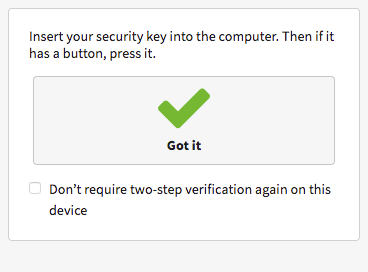 Insert your security key into the computer. Then if it
has a button, press it.
Got it
Don’t require two-step verification again on this
device